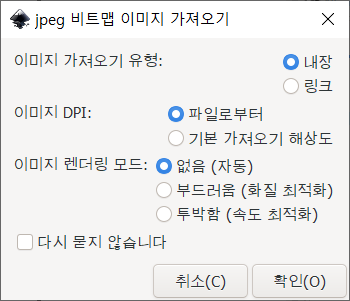 jpeg 비트맵 이미지 가져오기
이미지 가져오기 유형: 내장
링크
이미지 DPI: 파일로부터
기본 가져오기 해상도
이미지 렌더링 모드: 없음 (자동)
부드러움 (화질 최적화)
투박함 (속도 최적화)
다시 묻지 않습니다
취소(C) 확인(O)